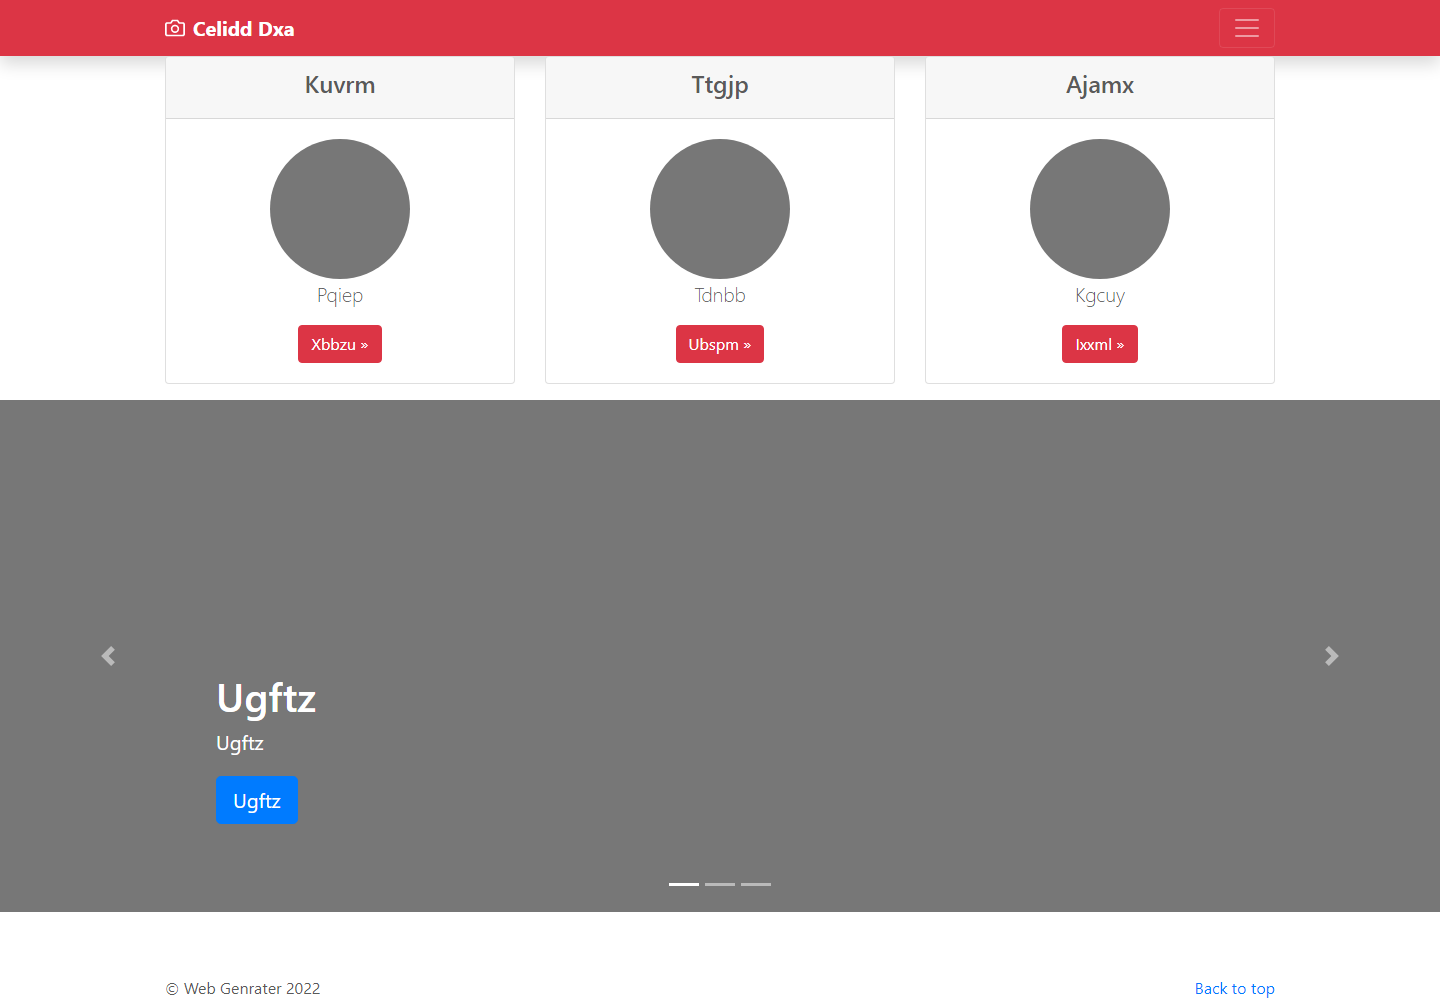 Celidd Dxa
Kuvrm
Pqiep
Xbbzu »
Ttgjp
Tdnbb
Ubspm »
Ajamx
Kgcuy
Ixxml »
Ugftz
Ugftz
Ugftz
© Web Genrater 2022
Back to top